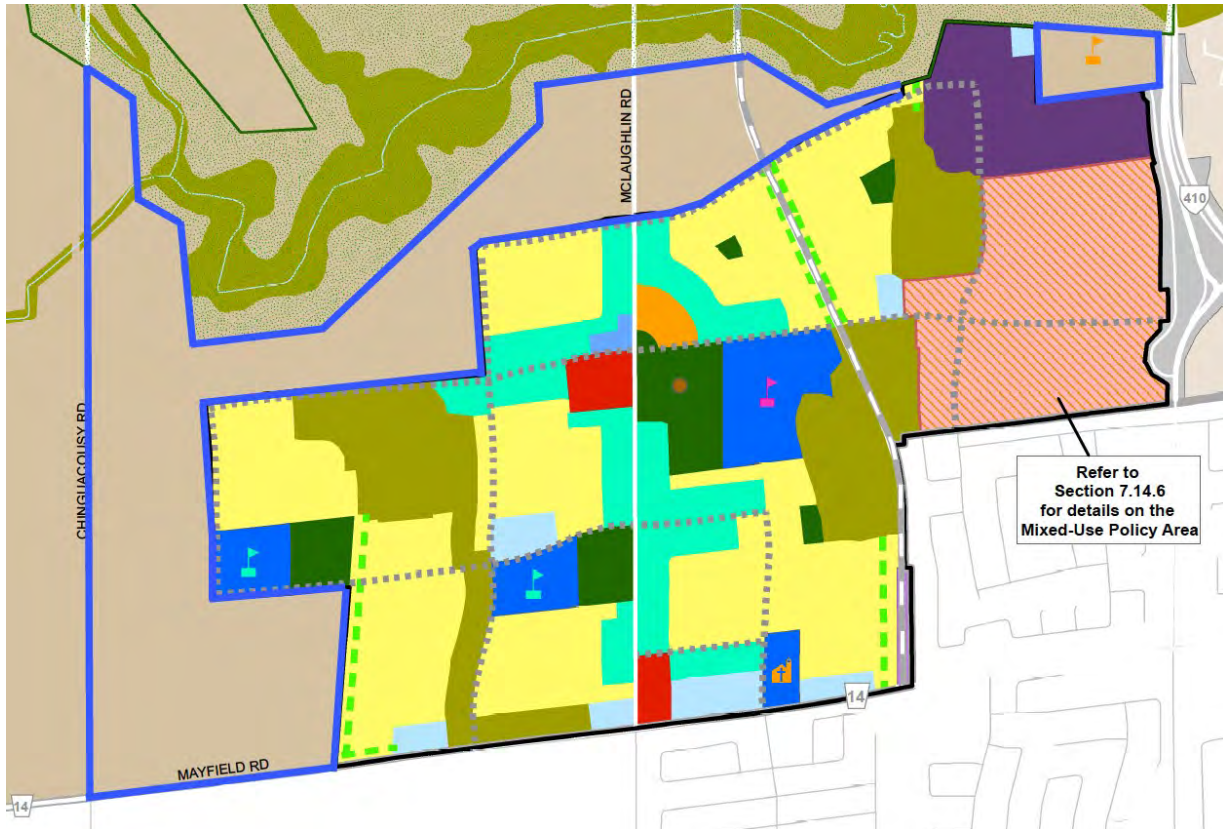 MCLAUGHLIN RD
410
CHINGUACOUSY RD
Refer to
Section 7.14.6
for details on the
Mixed-Use Policy Area
14
MAYFIELD RD
14